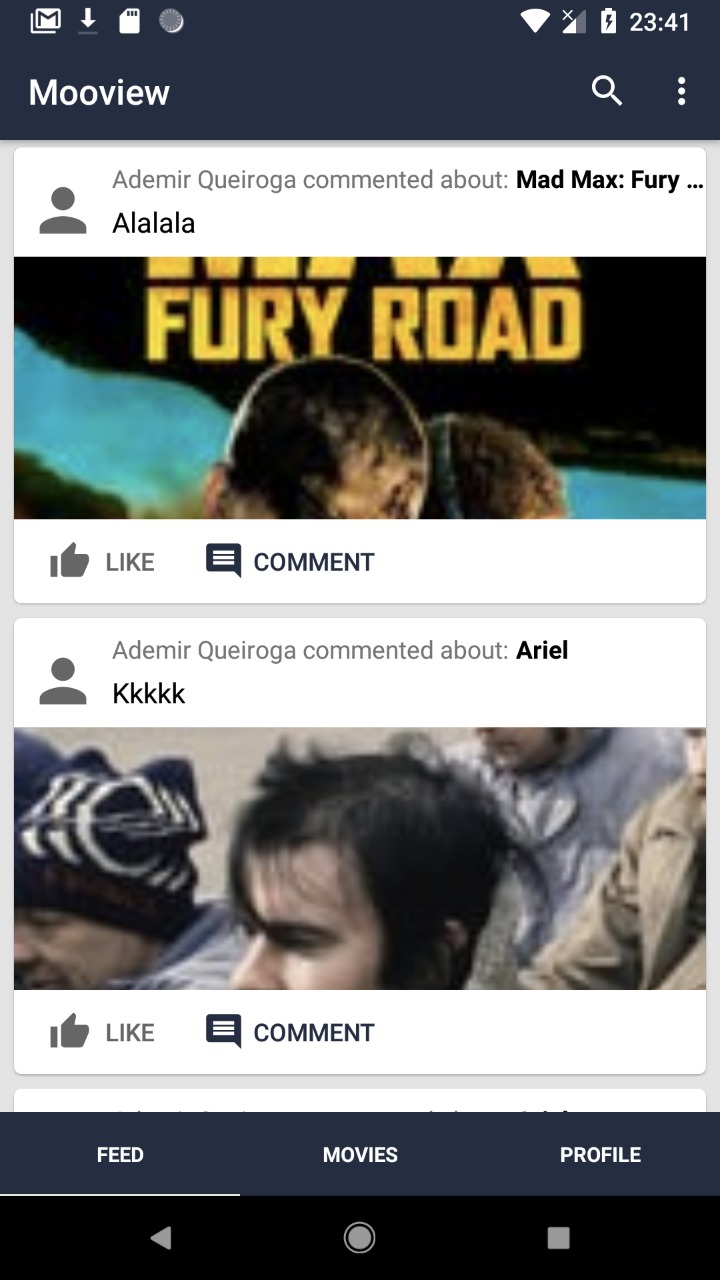 23:41
Mooview
Ademir Queiroga commented about: Mad Max: Fury ...
Alalala
FURY ROAD
LIKE COMMENT
Ademir Queiroga commented about: Ariel
Kkkkk
LIKE COMMENT
FEED MOVIES PROFILE